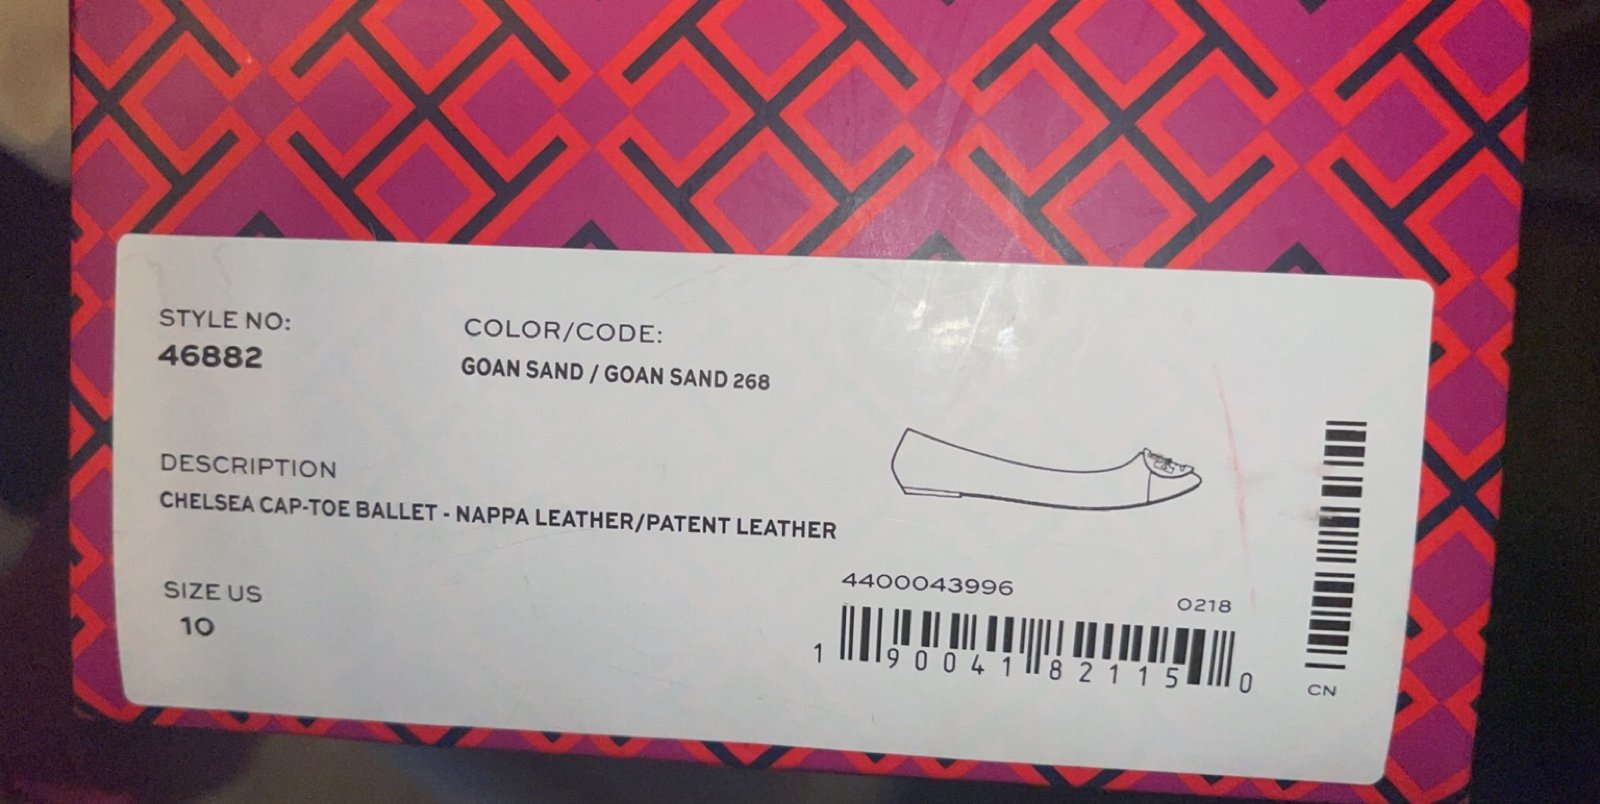 STYLE NO:
46882
COLOR/CODE:
GOAN SAND / GOAN SAND 268
DESCRIPTION
CHELSEA CAP-TOE BALLET - NAPPA LEATHER/PATENT LEATHER
SIZE US
10
4400043996
0218
1 90041 82115 0
CN